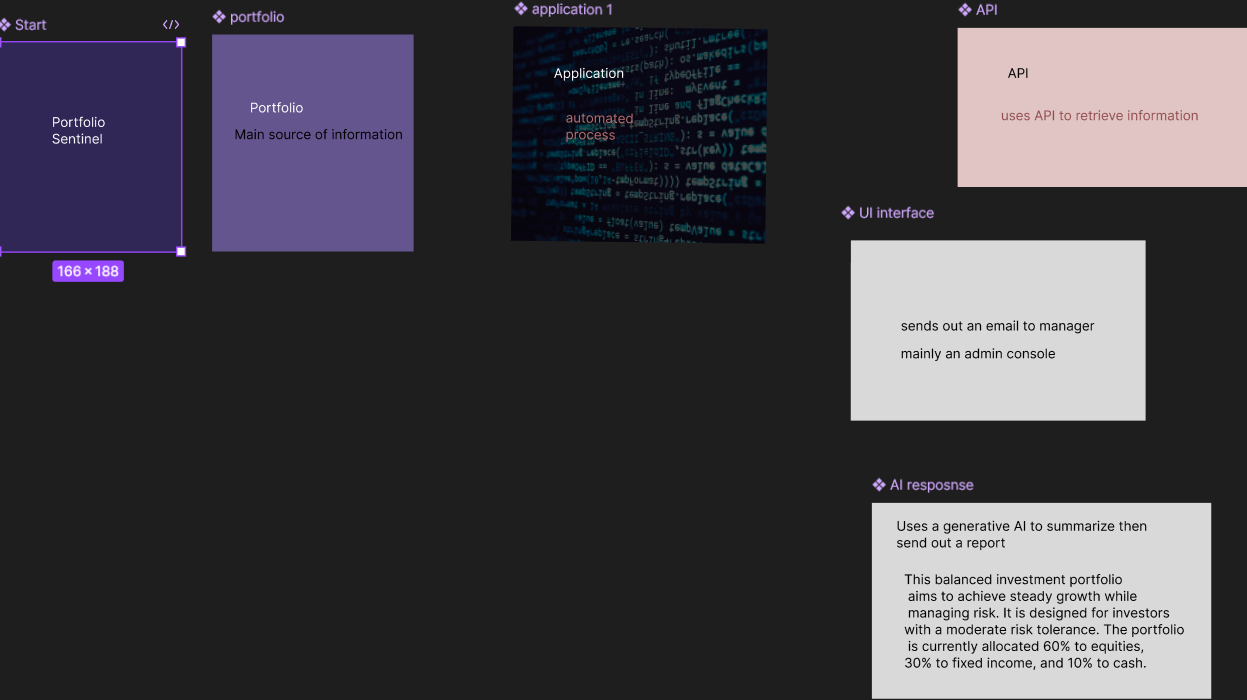 Start
</>
Portfolio
Sentinel
166 × 188
portfolio
Portfolio
Main source of information
application 1
Application
automated
process
API
API
uses API to retrieve information
UI interface
sends out an email to manager
mainly an admin console
AI resposnse
Uses a generative AI to summarize then
send out a report
This balanced investment portfolio
aims to achieve steady growth while
managing risk. It is designed for investors
with a moderate risk tolerance. The portfolio
is currently allocated 60% to equities,
30% to fixed income, and 10% to cash.